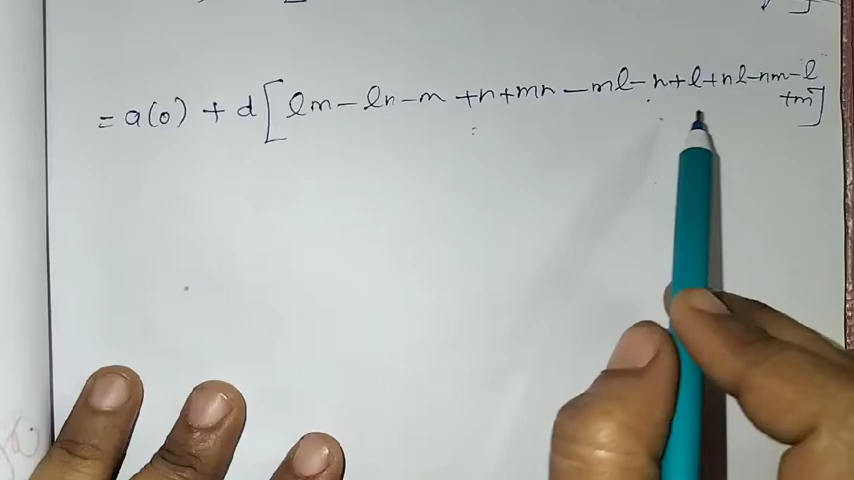 = a(0) + d[lm - ln - m + n + mn - ml - n + l + nl - nm - l
+m]